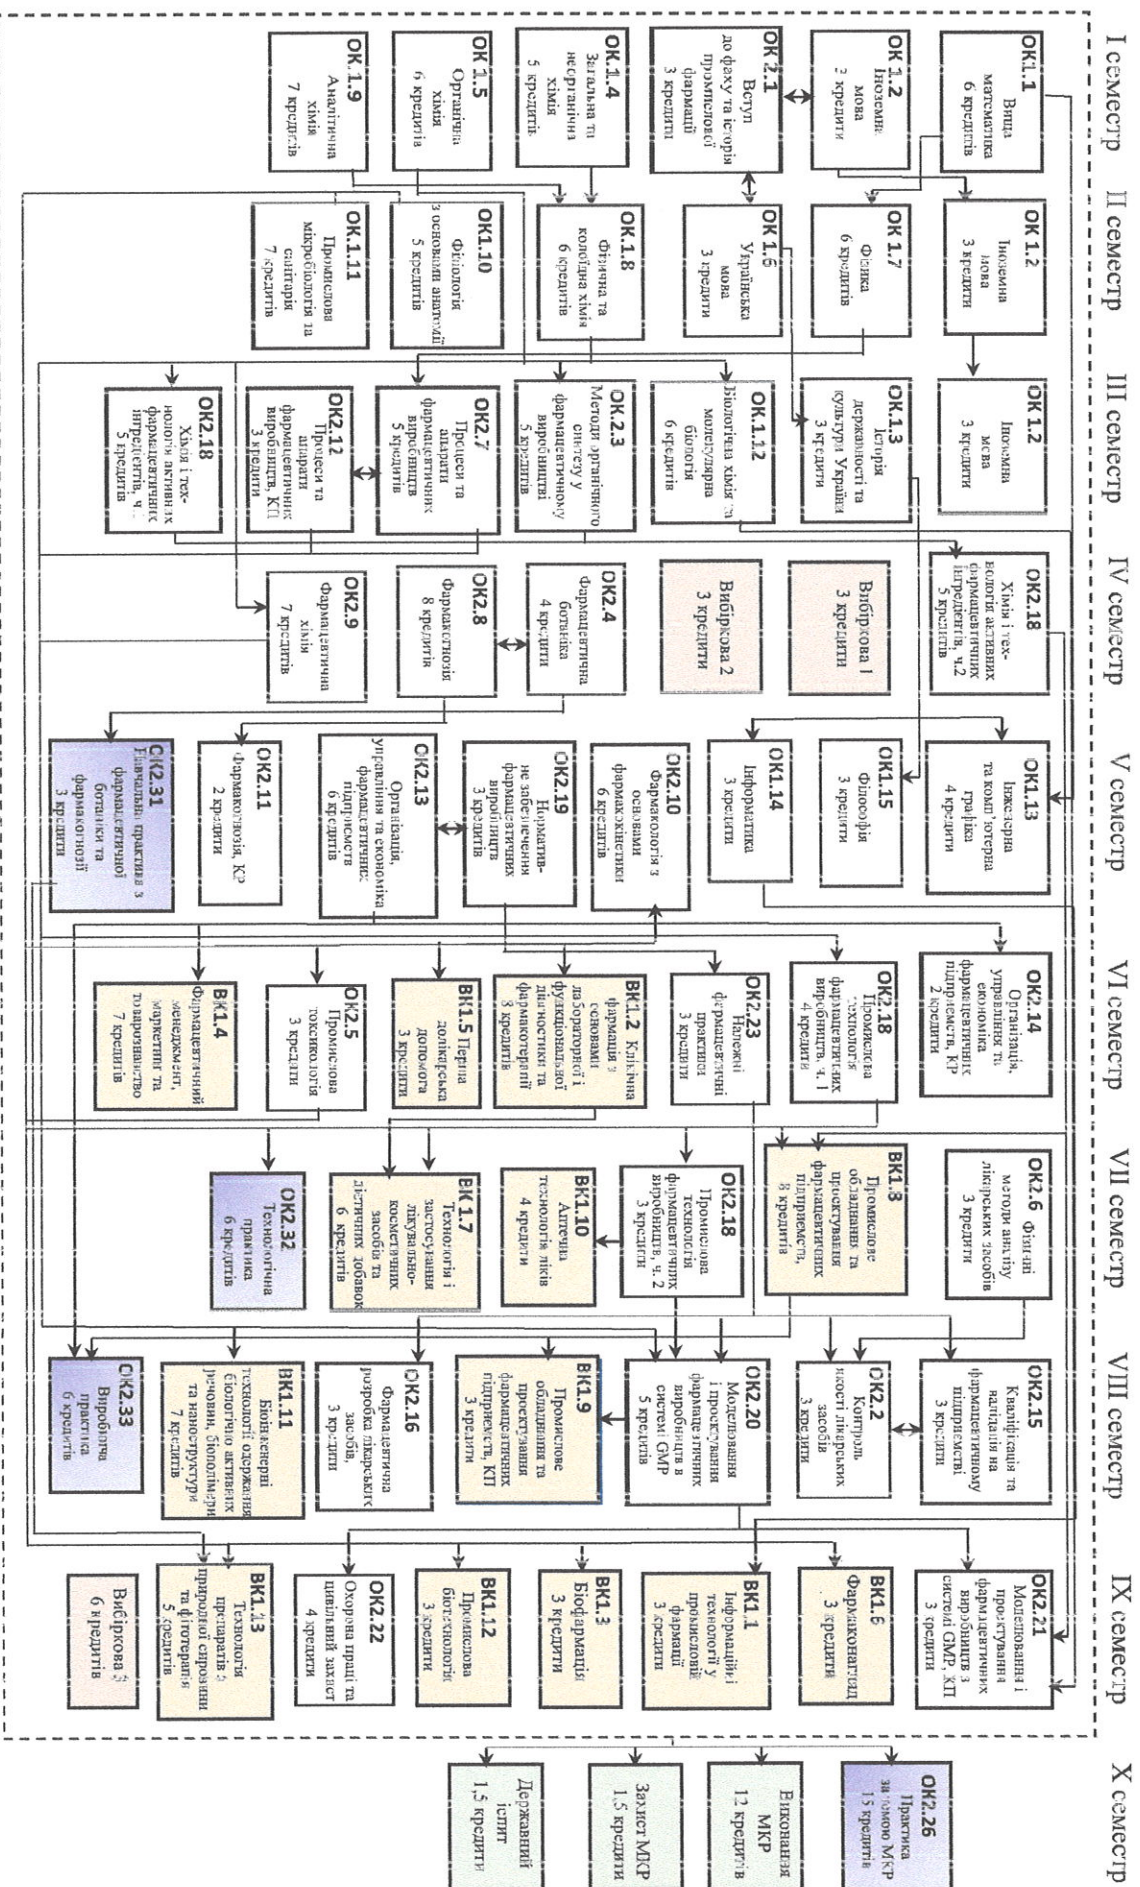 I семестр
ОК1.1
Вища
математика
6 кредитів
ОК 1.2
Іноземна
мова
3 кредити
ОК 2.1
Вступ
до фаху та історія
промислової
фармації
3 кредити
ОК.1.4
Загальна та
неорганічна
хімія
5 кредитів
ОК 1.5
Органічна
хімія
6 кредитів
ОК 1.9
Аналітична
хімія
7 кредитів
II семестр
ОК 1.2
Іноземна
мова
3 кредити
ОК1.7
Фізика
6 кредитів
ОК 1.6
Українська
мова
3 кредити
ОК.1.8
Фізична та
колоїдна хімія
6 кредитів
ОК1.10
Фізіологія
з основами анатомії
5 кредитів
ОК.1.11
Промислова
мікробіологія та
санітарія
7 кредитів
III семестр
ОК 1.2
Іноземна
мова
3 кредити
ОК.1.3
Історія
державності та
культури України
3 кредити
ОК.1.12
Біологічна хімія та
молекулярна
біологія
6 кредитів
ОК.2.3
Методи органічного
синтезу у
фармацевтичному
виробництві
5 кредитів
ОК2.7
Процеси та
апарати
фармацевтичних
виробництв
5 кредитів
ОК2.12
Процеси та
апарати
фармацевтичних
виробництв, КП
3 кредити
ОК2.18
Хімія і тех-
нологія активних
фармацевтичних
інгредієнтів, ч.
5 кредитів
IV семестр
ОК2.18
Хімія і тех-
нологія активних
фармацевтичних
інгредієнтів, ч.2
5 кредитів
Вибіркова 1
3 кредити
Вибіркова 2
3 кредити
ОК2.4
Фармацевтична
ботаніка
4 кредити
ОК2.8
Фармакогнозія
8 кредитів
ОК2.9
Фармацевтична
хімія
7 кредитів
V семестр
ОК1.13
Інженерна
та комп'ютерна
графіка
4 кредити
ОК1.15
Філософія
3 кредити
ОК1.14
Інформатика
3 кредити
ОК2.10
Фармакологія з
основами
фармакокінетики
6 кредитів
ОК2.19
Норматив-
не забезпечення
фармацевтичних
виробництв
3 кредити
ОК2.13
Організація,
управління та економіка
фармацевтичних
підприємств
6 кредитів
ОК2.11
Фармакогнозія, КР
2 кредити
ОК2.31
Навчальна практика з
фармацевтичної
ботаніки та
фармакогнозії
3 кредити
VI семестр
ОК2.14
Організація,
управління та
економіка
фармацевтичних
підприємств, КР
2 кредити
ОК2.18
Промислова
технологія
фармацевтичних
виробництв, ч. 1
4 кредити
ОК2.23
Належні
фармацевтичні
практики
3 кредити
ВК1.2 Клінічна
фармація з
основами
лабораторної і
функціональної
діагностики та
фармакотерапії
8 кредитів
ВК1.5 Перша
долікарська
допомога
3 кредити
ОК2.5
Промислова
токсикологія
3 кредити
ВК1.4
Фармацевтичний
менеджмент,
маркетинг та
товарознавство
7 кредитів
VII семестр
ОК2.6 Фізичні
методи аналізу
лікарських засобів
3 кредити
ВК1.8
Промислове
обладнання та
проєктування
фармацевтичних
підприємств,
8 кредитів
ОК2.18
Промислова
технологія
фармацевтичних
виробництв, ч. 2
3 кредити
ВК1.10
Аптечна
технологія ліків
4 кредити
ВК1.7
Технологія і
застосування
лікувально-
косметичних
засобів та
дієтичних добавок
6 кредитів
ОК2.32
Технологічна
практика
6 кредитів
VIII семестр
ОК2.15
Кваліфікація та
валідація на
фармацевтичному
підприємстві
3 кредити
ОК2.2
Контроль
якості лікарських
засобів
3 кредити
ОК2.20
Моделювання
і проєктування
фармацевтичних
виробництв в
системі GMP
5 кредитів
ВК1.9
Промислове
обладнання та
проєктування
фармацевтичних
підприємств, КП
3 кредити
ОК2.16
Фармацевтична
розробка лікарських
засобів,
3 кредити
ВК1.11
Біоінженерні
технології одержання
біологічно активних
речовин, біополімери
та наноструктури
7 кредитів
ОК2.33
Виробнича
практика
6 кредитів
IX семестр
ОК2.21
Моделювання і
проєктування
фармацевтичних
виробництв з
системі GMP, КП
3 кредити
ВК1.6
Фармаконагляд
3 кредити
ВК1.1
Інформаційні
технології у
промисловій
фармації
3 кредити
ВК1.3
Біофармація
3 кредити
ВК1.12
Промислова
біотехнологія
3 кредити
ОК2.22
Охорона праці та
цивільний захист
4 кредити
ВК1.13
Технологія
препаратів з
природної сировини
та фітотерапія
5 кредитів
Вибіркова 3
6 кредитів
X семестр
ОК2.26
Практика
за темою МКР
15 кредитів
Виконання
МКР
12 кредитів
Захист МКР
1,5 кредити
Державний
іспит
1,5 кредити